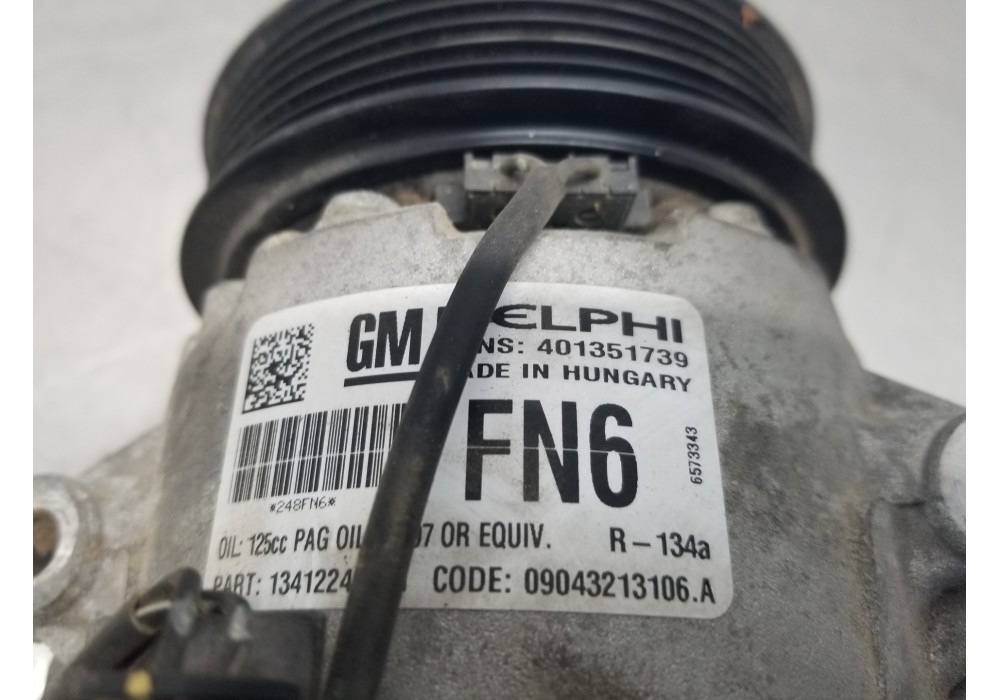 GM DELPHI
NS: 401351739
ADE IN HUNGARY
FN6
6573343
*248FN6*
OIL: 125cc PAG OIL 07 OR EQUIV. R-134a
PART: 1341224 CODE: 09043213106.A